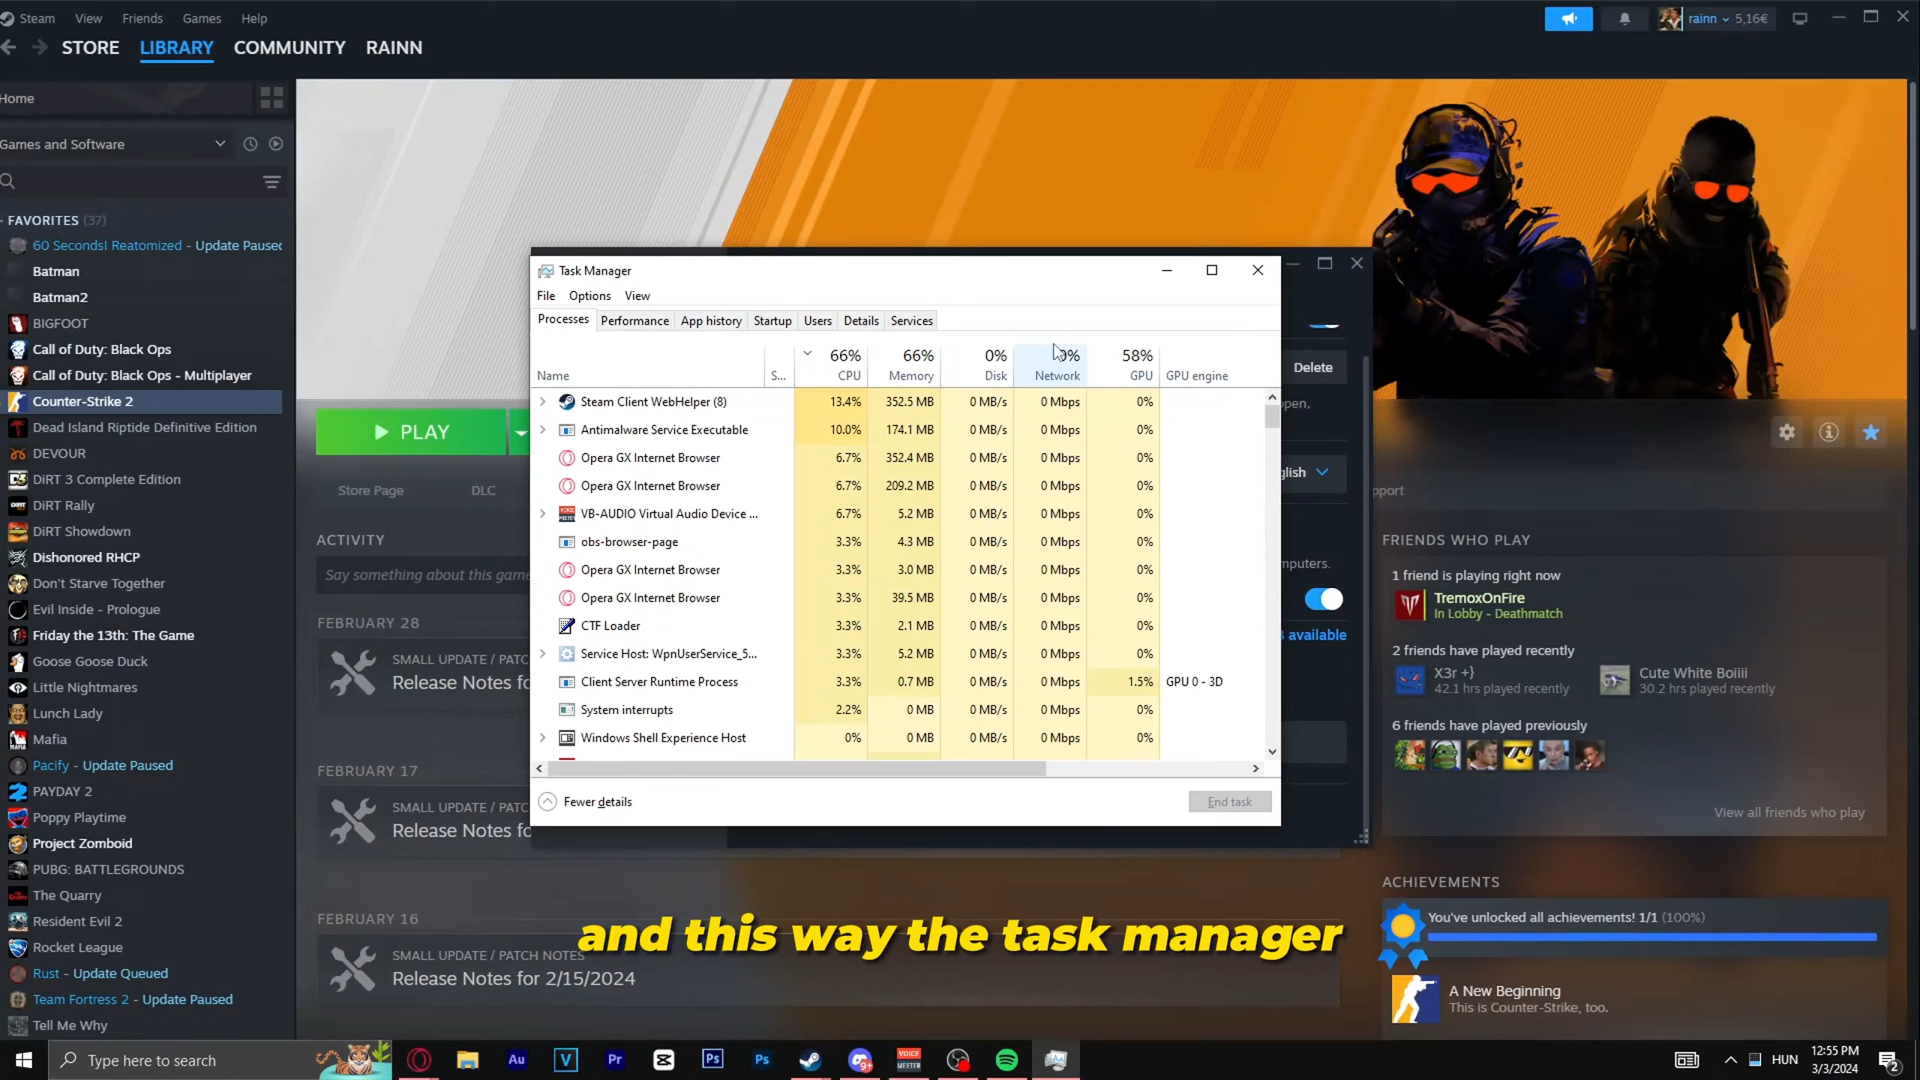 Steam View Friends Games Help
rainn 5,16€
STORE LIBRARY COMMUNITY RAINN
Home
Games and Software
FAVORITES (37)
60 Seconds! Reatomized - Update Paused
Batman
Batman2
BIGFOOT
Call of Duty: Black Ops
Call of Duty: Black Ops - Multiplayer
Counter-Strike 2
Dead Island Riptide Definitive Edition
DEVOUR
DiRT 3 Complete Edition
DiRT Rally
DiRT Showdown
Dishonored RHCP
Don't Starve Together
Evil Inside - Prologue
Friday the 13th: The Game
Goose Goose Duck
Little Nightmares
Lunch Lady
Mafia
Pacify - Update Paused
PAYDAY 2
Poppy Playtime
Project Zomboid
PUBG: BATTLEGROUNDS
The Quarry
Resident Evil 2
Rocket League
Rust - Update Queued
Team Fortress 2 - Update Paused
Tell Me Why
PLAY
Store Page DLC
ACTIVITY
Say something about this game
FEBRUARY 28
SMALL UPDATE / PATCH
Release Notes fo
FEBRUARY 17
SMALL UPDATE / PATCH
Release Notes fo
FEBRUARY 16
SMALL UPDATE / PATCH NOTES
Release Notes for 2/15/2024
Task Manager
File Options View
Processes Performance App history Startup Users Details Services
66% 66% 0% 0% 58%
Name S... CPU Memory Disk Network GPU GPU engine
Steam Client WebHelper (8) 13.4% 352.5 MB 0 MB/s 0 Mbps 0%
Antimalware Service Executable 10.0% 174.1 MB 0 MB/s 0 Mbps 0%
Opera GX Internet Browser 6.7% 352.4 MB 0 MB/s 0 Mbps 0%
Opera GX Internet Browser 6.7% 209.2 MB 0 MB/s 0 Mbps 0%
VB-AUDIO Virtual Audio Device ... 6.7% 5.2 MB 0 MB/s 0 Mbps 0%
obs-browser-page 3.3% 4.3 MB 0 MB/s 0 Mbps 0%
Opera GX Internet Browser 3.3% 3.0 MB 0 MB/s 0 Mbps 0%
Opera GX Internet Browser 3.3% 39.5 MB 0 MB/s 0 Mbps 0%
CTF Loader 3.3% 2.1 MB 0 MB/s 0 Mbps 0%
Service Host: WpnUserService_5... 3.3% 5.2 MB 0 MB/s 0 Mbps 0%
Client Server Runtime Process 3.3% 0.7 MB 0 MB/s 0 Mbps 1.5% GPU 0 - 3D
System interrupts 2.2% 0 MB 0 MB/s 0 Mbps 0%
Windows Shell Experience Host 0% 0 MB 0 MB/s 0 Mbps 0%
Fewer details End task
Delete
open,
glish
pport
mputers.
available
FRIENDS WHO PLAY
1 friend is playing right now
TremoxOnFire
In Lobby - Deathmatch
2 friends have played recently
X3r +}
42.1 hrs played recently
Cute White Boiiii
30.2 hrs played recently
6 friends have played previously
View all friends who play
ACHIEVEMENTS
You've unlocked all achievements! 1/1 (100%)
A New Beginning
This is Counter-Strike, too.
and this way the task manager
Type here to search
Au V Pr Ps Ps 9+ VOICE MEETER
HUN
12:55 PM
3/3/2024
2